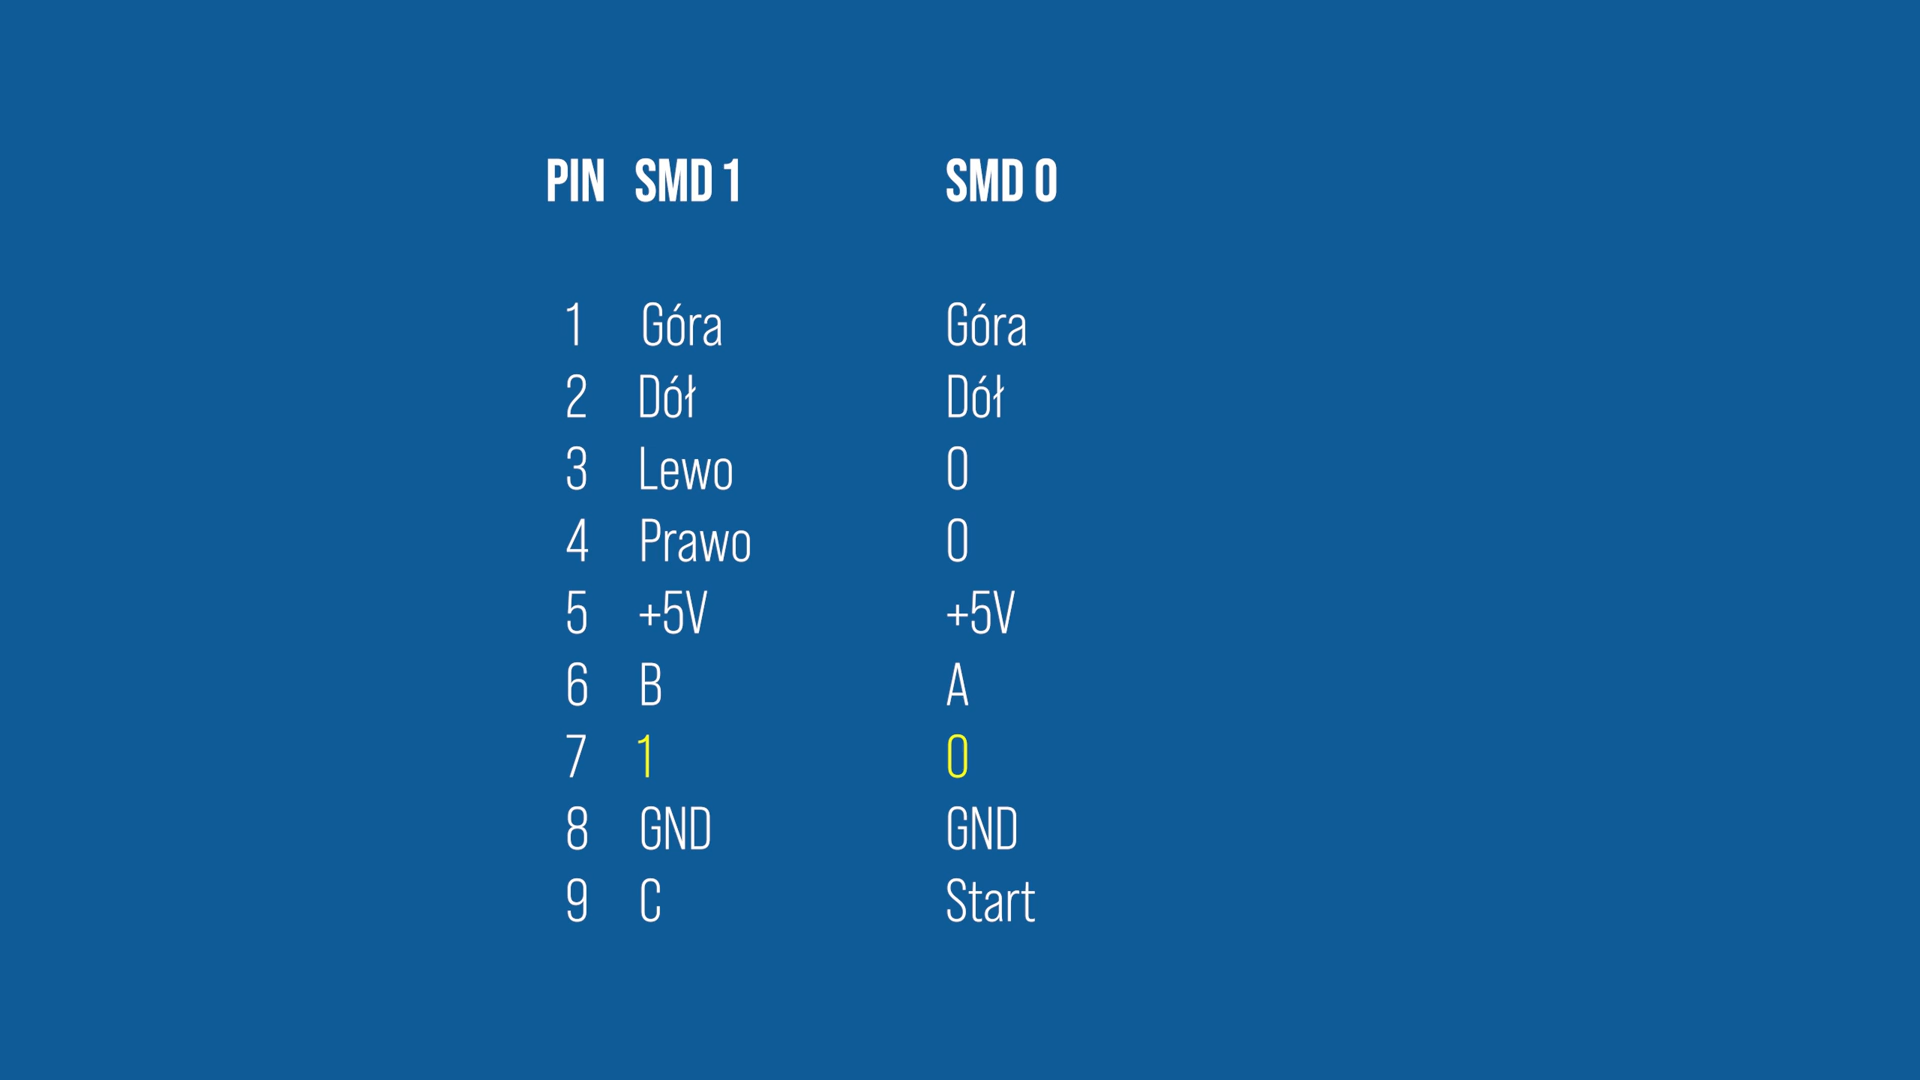 PIN SMD 1 SMD 0
1 Góra Góra
2 Dół Dół
3 Lewo 0
4 Prawo 0
5 +5V +5V
6 B A
7 1 0
8 GND GND
9 C Start